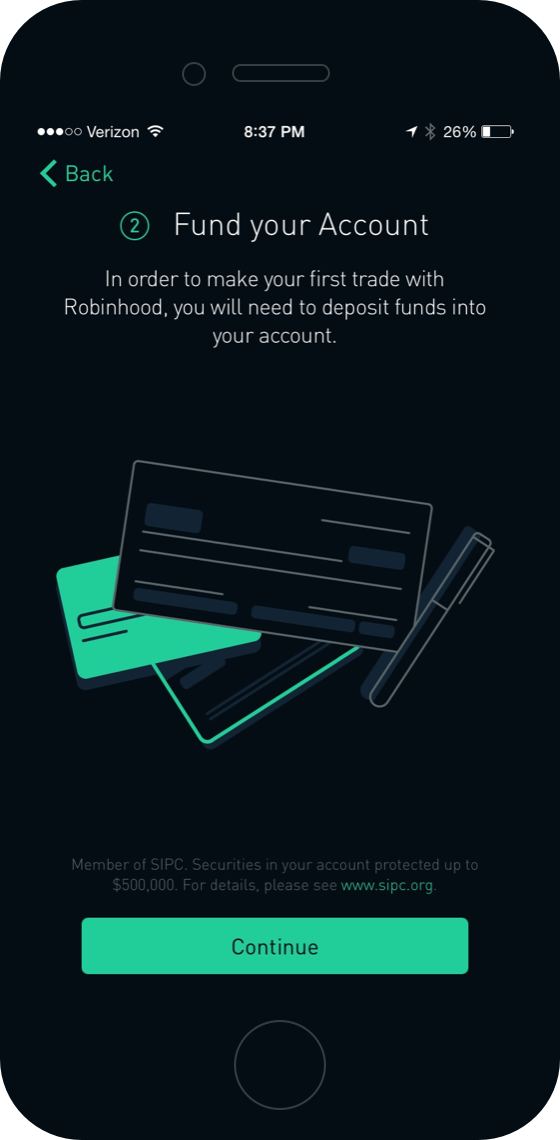 Verizon 8:37 PM 26%
Back
2 Fund your Account
In order to make your first trade with
Robinhood, you will need to deposit funds into
your account.
Member of SIPC. Securities in your account protected up to
$500,000. For details, please see www.sipc.org.
Continue